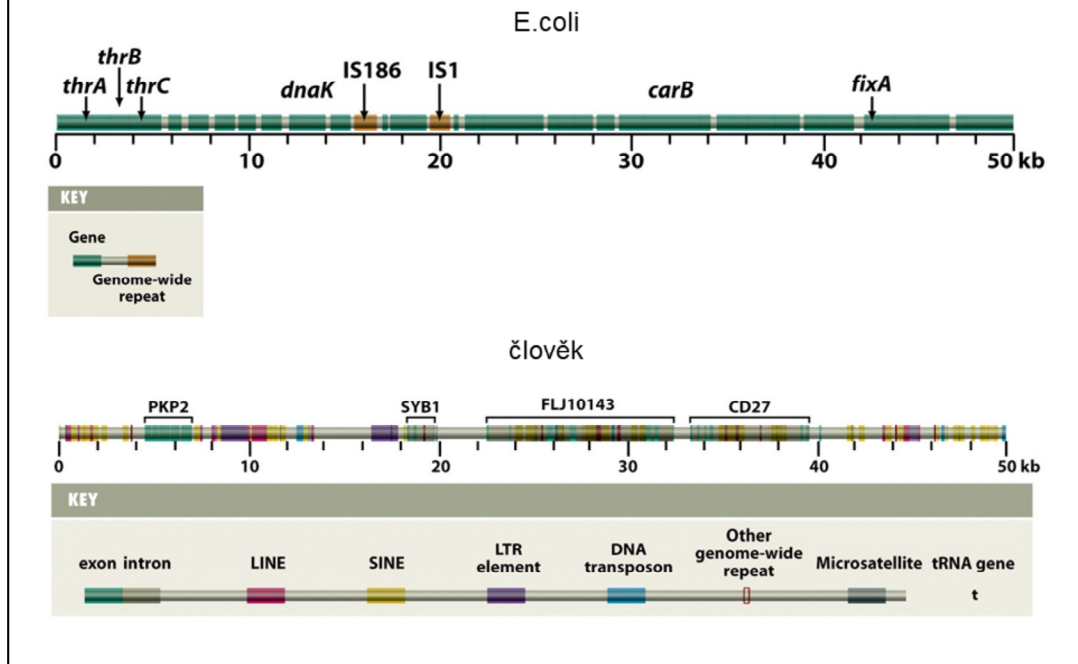 E.coli
thrB
thrA thrC
dnaK
IS186
IS1
carB
fixA
0 10 20 30 40 50 kb
KEY
Gene
Genome-wide
repeat
člověk
PKP2
SYB1
FLJ10143
CD27
0 10 20 30 40 50 kb
KEY
exon intron
LINE
SINE
LTR
element
DNA
transposon
Other
genome-wide
repeat
Microsatellite
tRNA gene
t